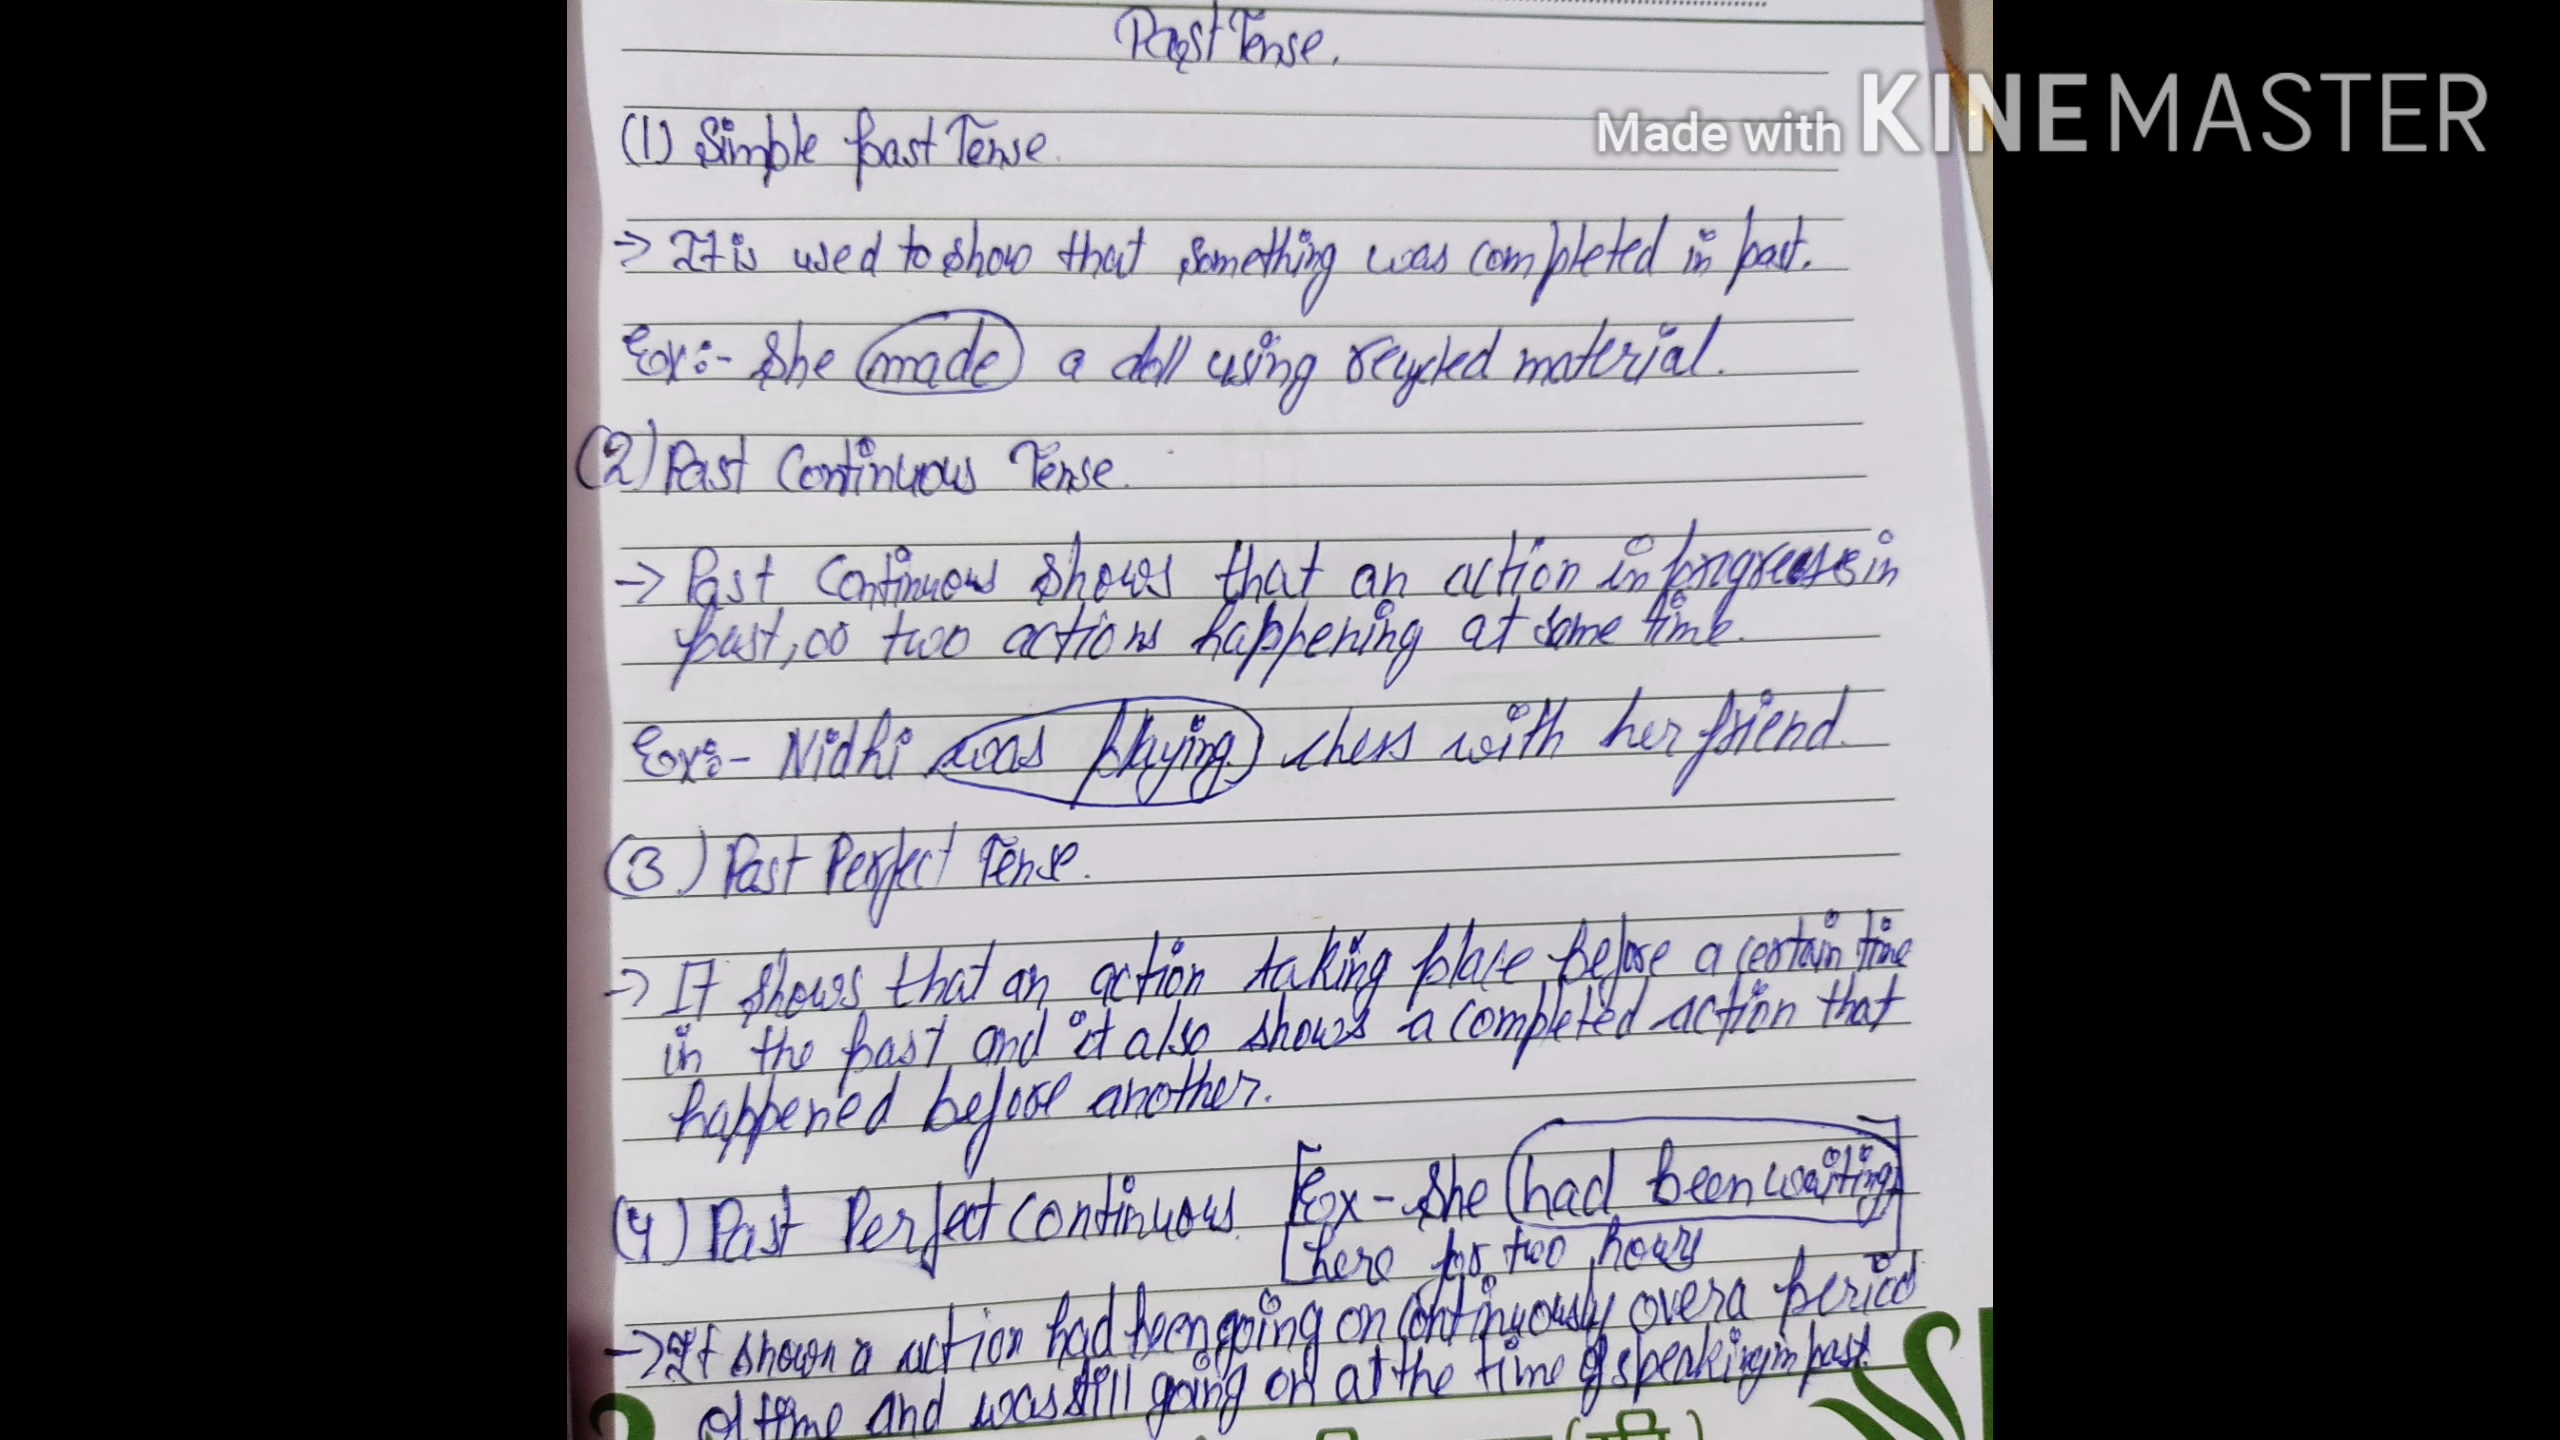 Past Tense.
Made with KINEMASTER
(1) Simple past Tense.
→ It is used to show that something was completed in past.
Ex:- She made a doll using recycled material.
(2) Past Continuous Tense.
→ Past Continuous shows that an action in progress in
past, or two actions happening at same time.
Ex:- Nidhi was playing chess with her friend.
(3) Past Perfect Tense.
→ It shows that an action taking place before a certain time
in the past and it also shows a completed action that
happened before another.
(4) Past Perfect Continuous. [Ex - She had been waiting
here for two hours]
→ It shown a action had been going on continuously over a period
of time and was still going on at the time of speaking in past.